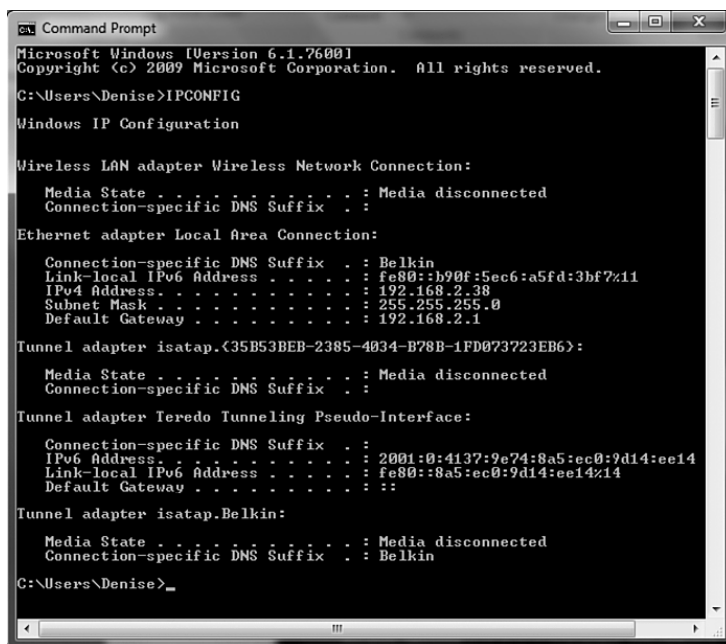 Command Prompt
Microsoft Windows [Version 6.1.7600]
Copyright (c) 2009 Microsoft Corporation.  All rights reserved.
C:\Users\Denise>IPCONFIG
Windows IP Configuration
Wireless LAN adapter Wireless Network Connection:
Media State . . . . . . . . . . . : Media disconnected
Connection-specific DNS Suffix  . :
Ethernet adapter Local Area Connection:
Connection-specific DNS Suffix  . : Belkin
Link-local IPv6 Address . . . . . : fe80::b90f:5ec6:a5fd:3bf7%11
IPv4 Address. . . . . . . . . . . : 192.168.2.38
Subnet Mask . . . . . . . . . . . : 255.255.255.0
Default Gateway . . . . . . . . . : 192.168.2.1
Tunnel adapter isatap.{35B53BEB-2385-4034-B78B-1FD073723EB6}:
Media State . . . . . . . . . . . : Media disconnected
Connection-specific DNS Suffix  . :
Tunnel adapter Teredo Tunneling Pseudo-Interface:
Connection-specific DNS Suffix  . :
IPv6 Address. . . . . . . . . . . : 2001:0:4137:9e74:8a5:ec0:9d14:ee14
Link-local IPv6 Address . . . . . : fe80::8a5:ec0:9d14:ee14%14
Default Gateway . . . . . . . . . : ::
Tunnel adapter isatap.Belkin:
Media State . . . . . . . . . . . : Media disconnected
Connection-specific DNS Suffix  . : Belkin
C:\Users\Denise>_